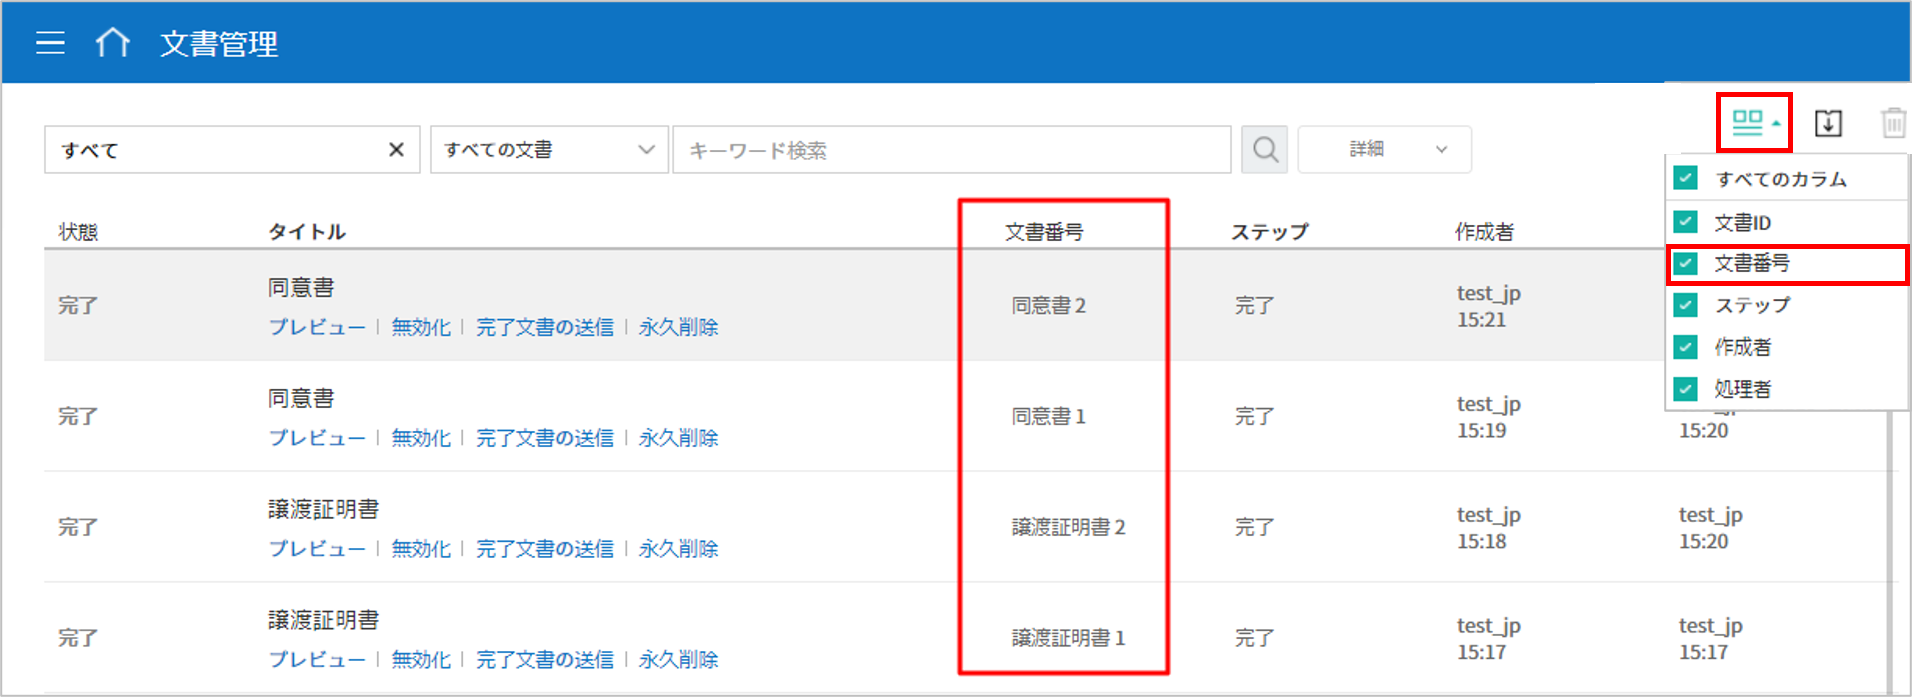 文書管理
すべて すべての文書 キーワード検索 詳細
すべてのカラム
文書ID
文書番号
ステップ
作成者
処理者
状態 タイトル 文書番号 ステップ 作成者
完了 同意書 同意書 2 完了 test_jp
15:21
プレビュー | 無効化 | 完了文書の送信 | 永久削除
完了 同意書 同意書 1 完了 test_jp
15:19 15:20
プレビュー | 無効化 | 完了文書の送信 | 永久削除
完了 譲渡証明書 譲渡証明書 2 完了 test_jp test_jp
15:18 15:20
プレビュー | 無効化 | 完了文書の送信 | 永久削除
完了 譲渡証明書 譲渡証明書 1 完了 test_jp test_jp
15:17 15:17
プレビュー | 無効化 | 完了文書の送信 | 永久削除